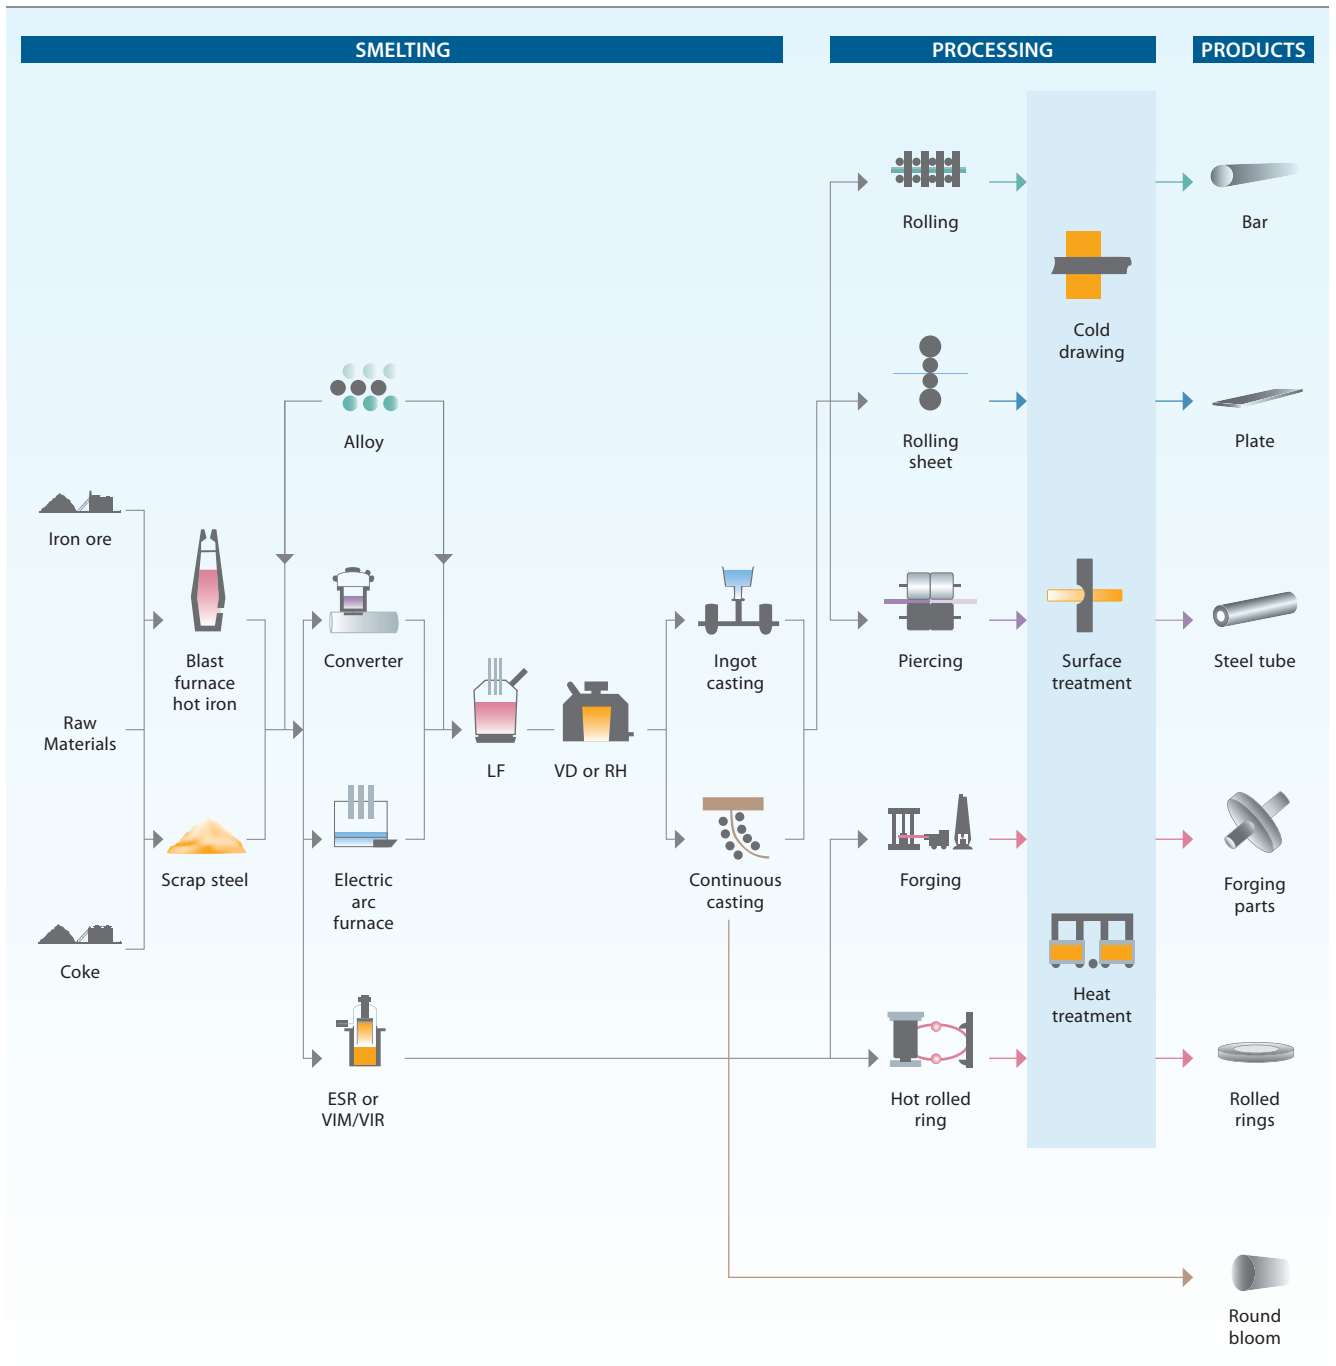 SMELTING
PROCESSING
PRODUCTS
Rolling
Bar
Cold
drawing
Alloy
Rolling
sheet
Plate
Iron ore
Blast
furnace
hot iron
Converter
Ingot
casting
Piercing
Surface
treatment
Steel tube
Raw
Materials
LF
VD or RH
Scrap steel
Electric
arc
furnace
Continuous
casting
Forging
Forging
parts
Coke
Heat
treatment
ESR or
VIM/VIR
Hot rolled
ring
Rolled
rings
Round
bloom